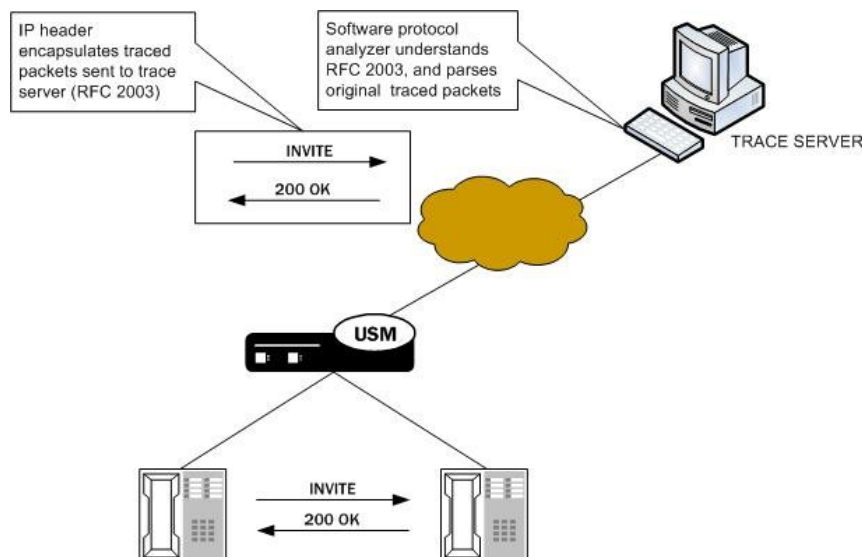 IP header
encapsulates traced
packets sent to trace
server (RFC 2003)
Software protocol
analyzer understands
RFC 2003, and parses
original traced packets
TRACE SERVER
INVITE
200 OK
USM
INVITE
200 OK